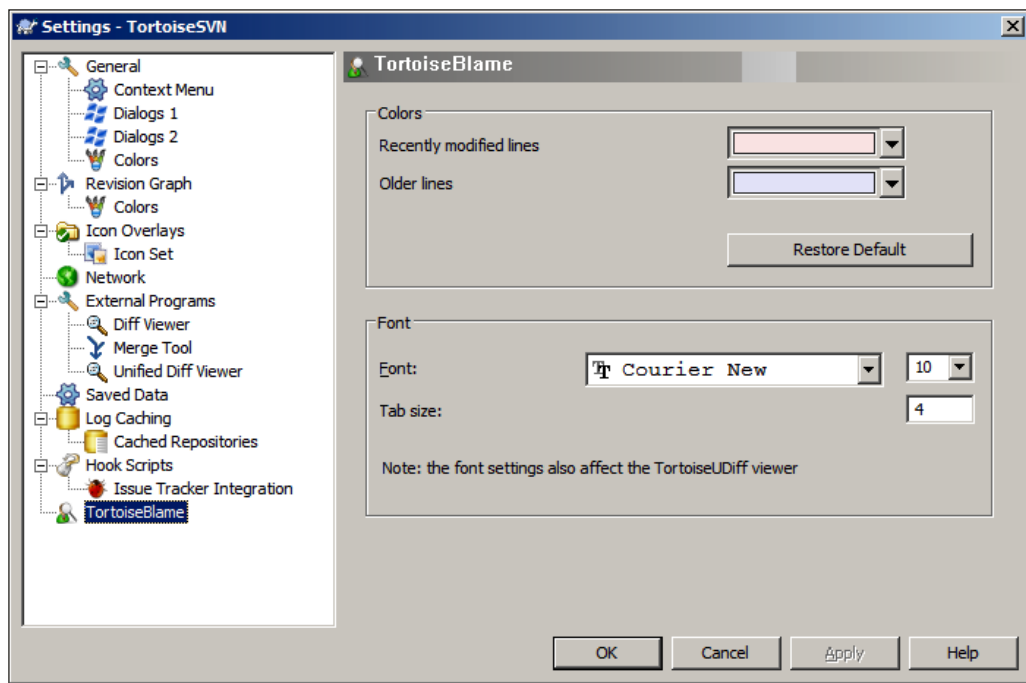 Settings - TortoiseSVN
General
Context Menu
Dialogs 1
Dialogs 2
Colors
Revision Graph
Colors
Icon Overlays
Icon Set
Network
External Programs
Diff Viewer
Merge Tool
Unified Diff Viewer
Saved Data
Log Caching
Cached Repositories
Hook Scripts
Issue Tracker Integration
TortoiseBlame
TortoiseBlame
Colors
Recently modified lines
Older lines
Restore Default
Font
Font: Courier New 10
Tab size: 4
Note: the font settings also affect the TortoiseUDiff viewer
OK Cancel Apply Help